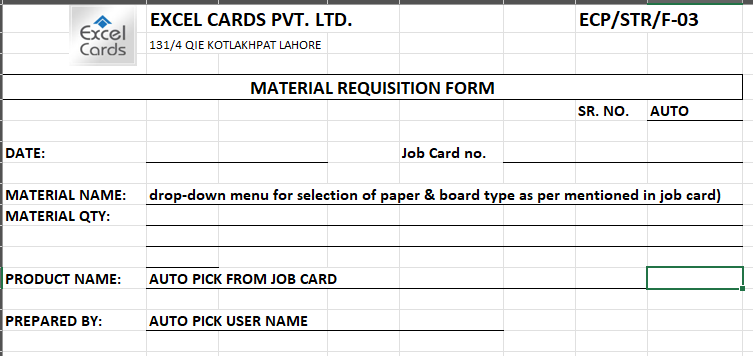 Excel
Cards
EXCEL CARDS PVT. LTD.
ECP/STR/F-03
131/4 QIE KOTLAKHPAT LAHORE
MATERIAL REQUISITION FORM
SR. NO. AUTO
DATE: Job Card no.
MATERIAL NAME: drop-down menu for selection of paper & board type as per mentioned in job card)
MATERIAL QTY:
PRODUCT NAME: AUTO PICK FROM JOB CARD
PREPARED BY: AUTO PICK USER NAME